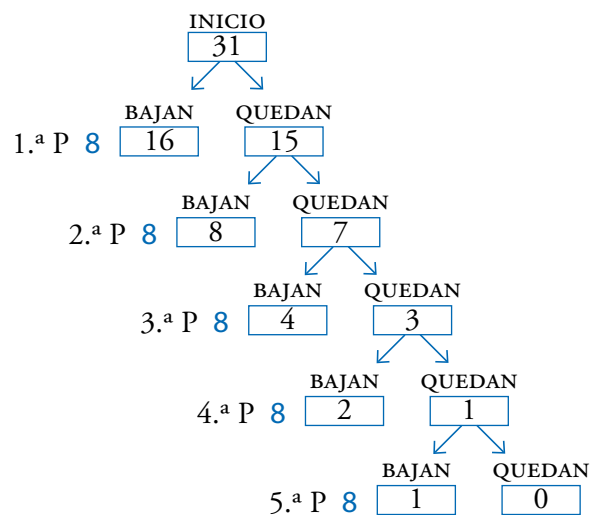 INICIO
31
BAJAN QUEDAN
1.ª P 8 16 15
BAJAN QUEDAN
2.ª P 8 8 7
BAJAN QUEDAN
3.ª P 8 4 3
BAJAN QUEDAN
4.ª P 8 2 1
BAJAN QUEDAN
5.ª P 8 1 0